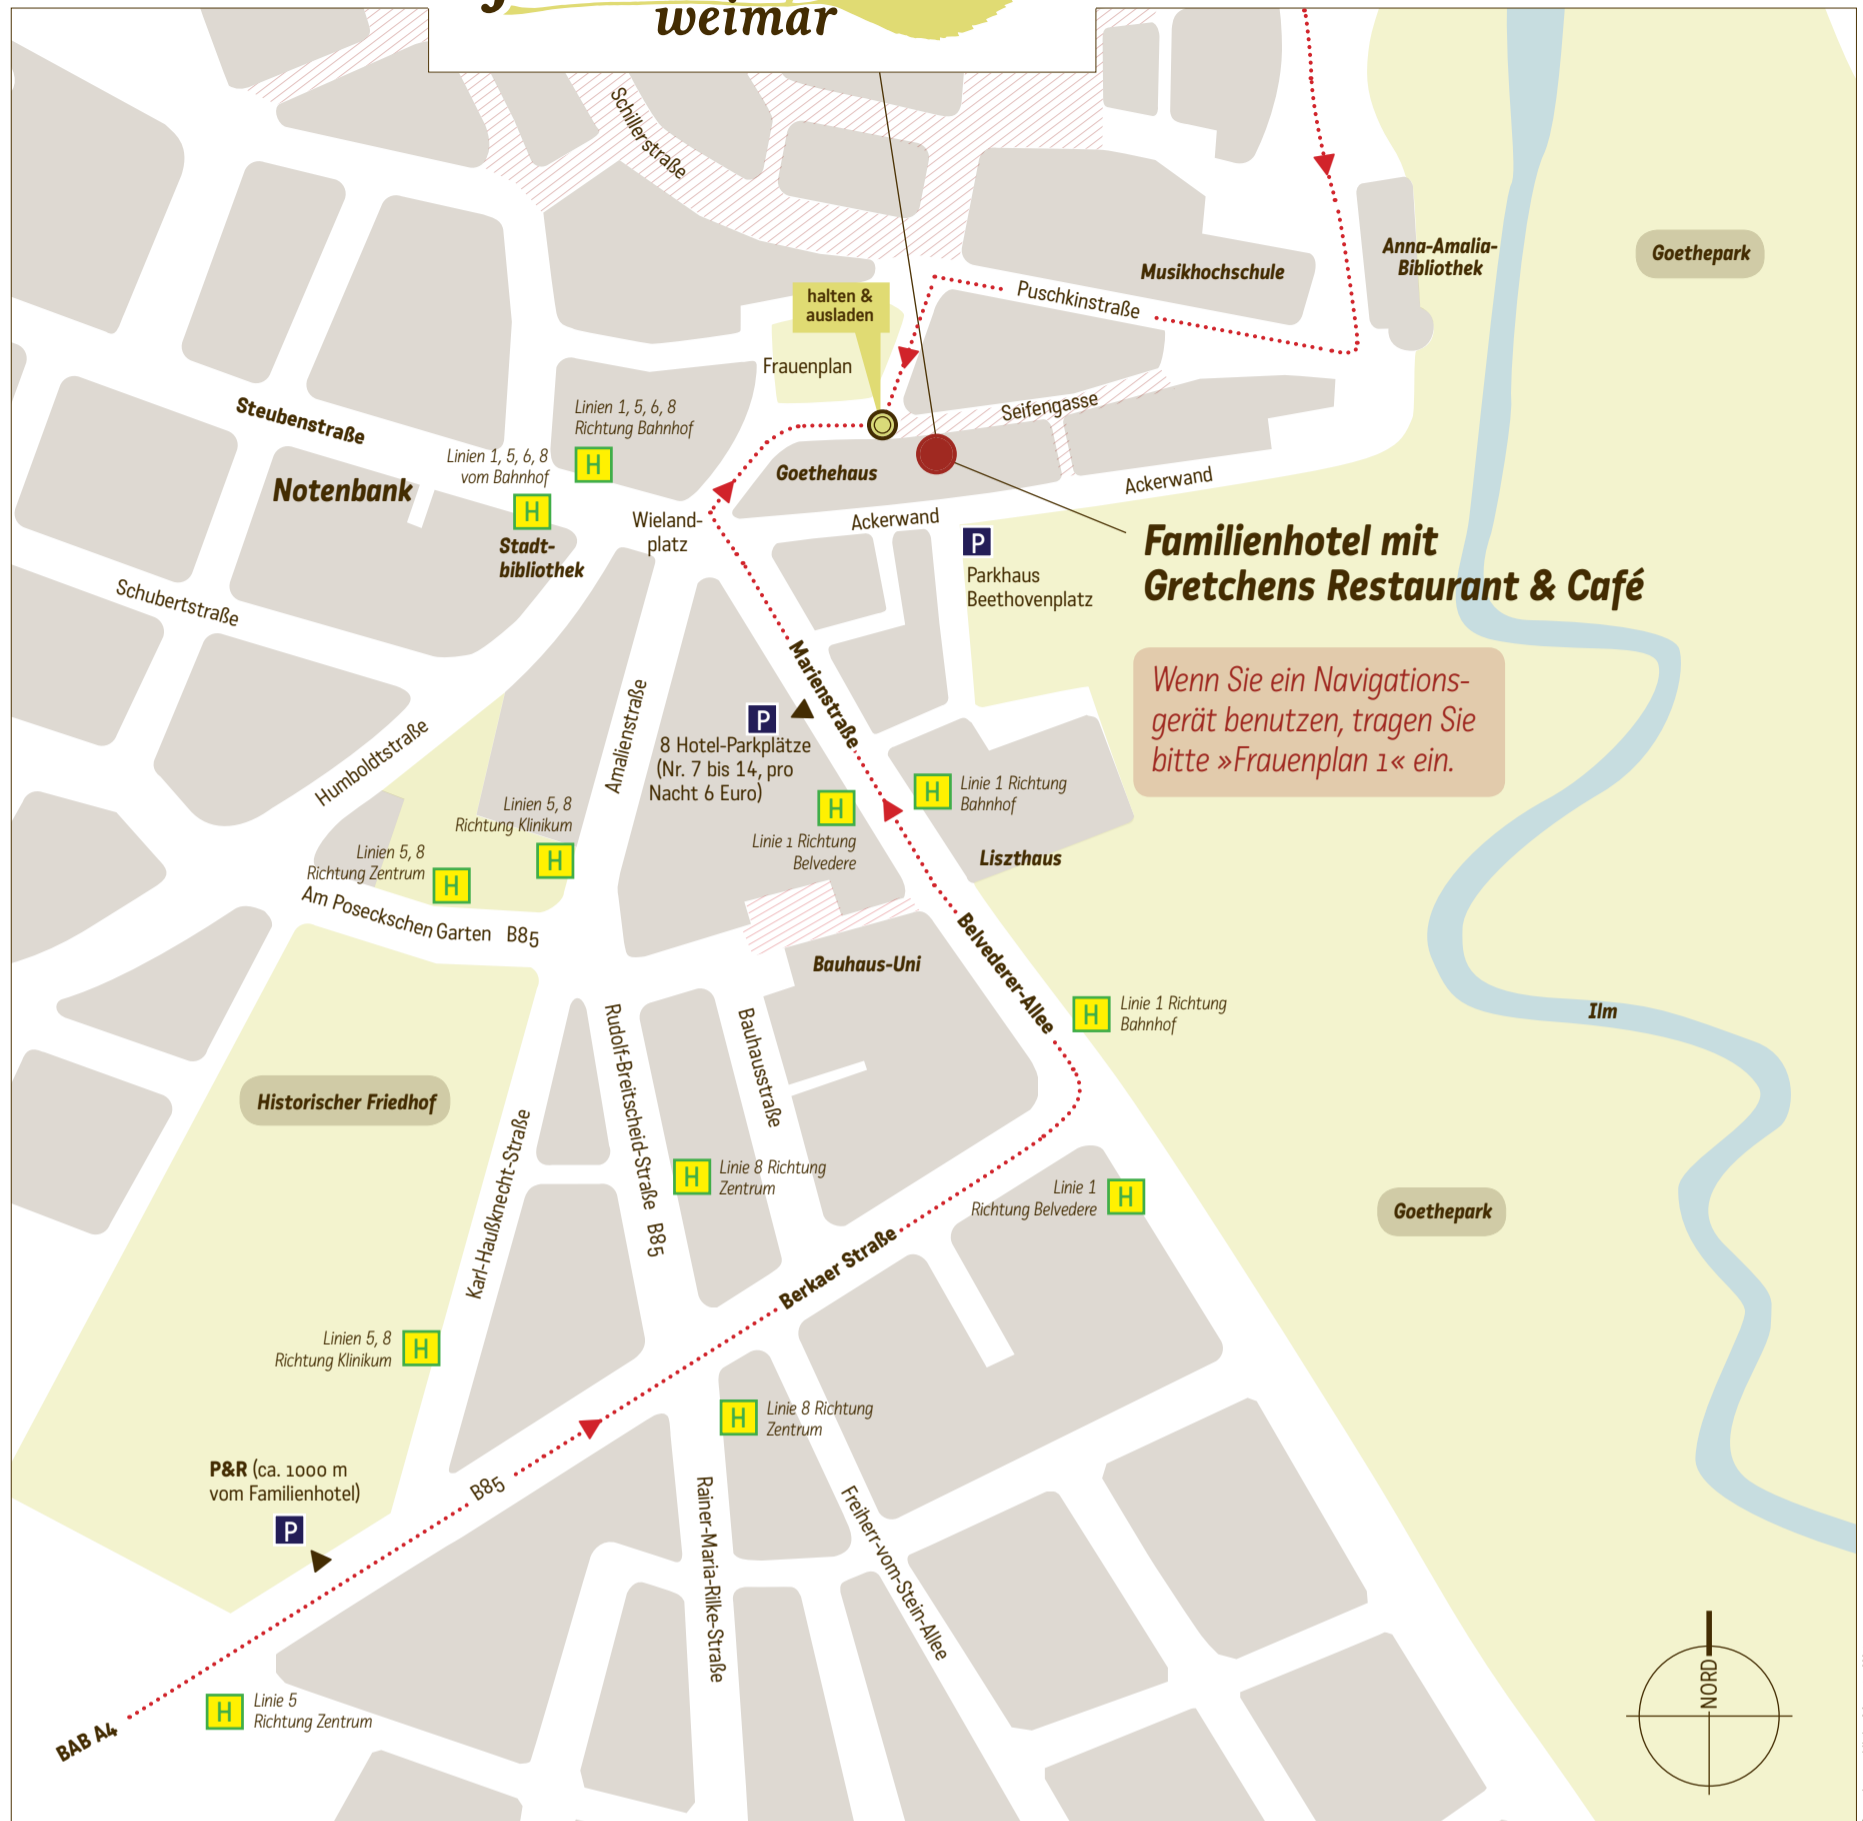 weimar
Schillerstraße
Anna-Amalia-
Bibliothek
Goethepark
Musikhochschule
halten &
ausladen
Puschkinstraße
Frauenplan
Steubenstraße
Linien 1, 5, 6, 8
Richtung Bahnhof
H
Seifengasse
Linien 1, 5, 6, 8
vom Bahnhof
H
Notenbank
Goethehaus
Ackerwand
Ackerwand
Wieland-
platz
Stadt-
bibliothek
P
Parkhaus
Beethovenplatz
Familienhotel mit
Gretchens Restaurant & Café
Schubertstraße
Wenn Sie ein Navigations-
gerät benutzen, tragen Sie
bitte »Frauenplan 1« ein.
Marienstraße
Amalienstraße
Humboldtstraße
P
8 Hotel-Parkplätze
(Nr. 7 bis 14, pro
Nacht 6 Euro)
H
Linie 1 Richtung
Belvedere
H
Linie 1 Richtung
Bahnhof
Linien 5, 8
Richtung Klinikum
H
Linien 5, 8
Richtung Zentrum
H
Liszthaus
Am Poseckschen Garten B85
Bauhaus-Uni
Belvederer-Allee
H
Linie 1 Richtung
Bahnhof
Ilm
Rudolf-Breitscheid-Straße B85
Bauhausstraße
Historischer Friedhof
Karl-Haußknecht-Straße
H
Linie 8 Richtung
Zentrum
Linie 1
Richtung Belvedere
H
Goethepark
Berkaer Straße
Linien 5, 8
Richtung Klinikum
H
H
Linie 8 Richtung
Zentrum
P&R (ca. 1000 m
vom Familienhotel)
P
B85
Rainer-Maria-Rilke-Straße
Freiherr-vom-Stein-Allee
H
Linie 5
Richtung Zentrum
BAB A4
NORD